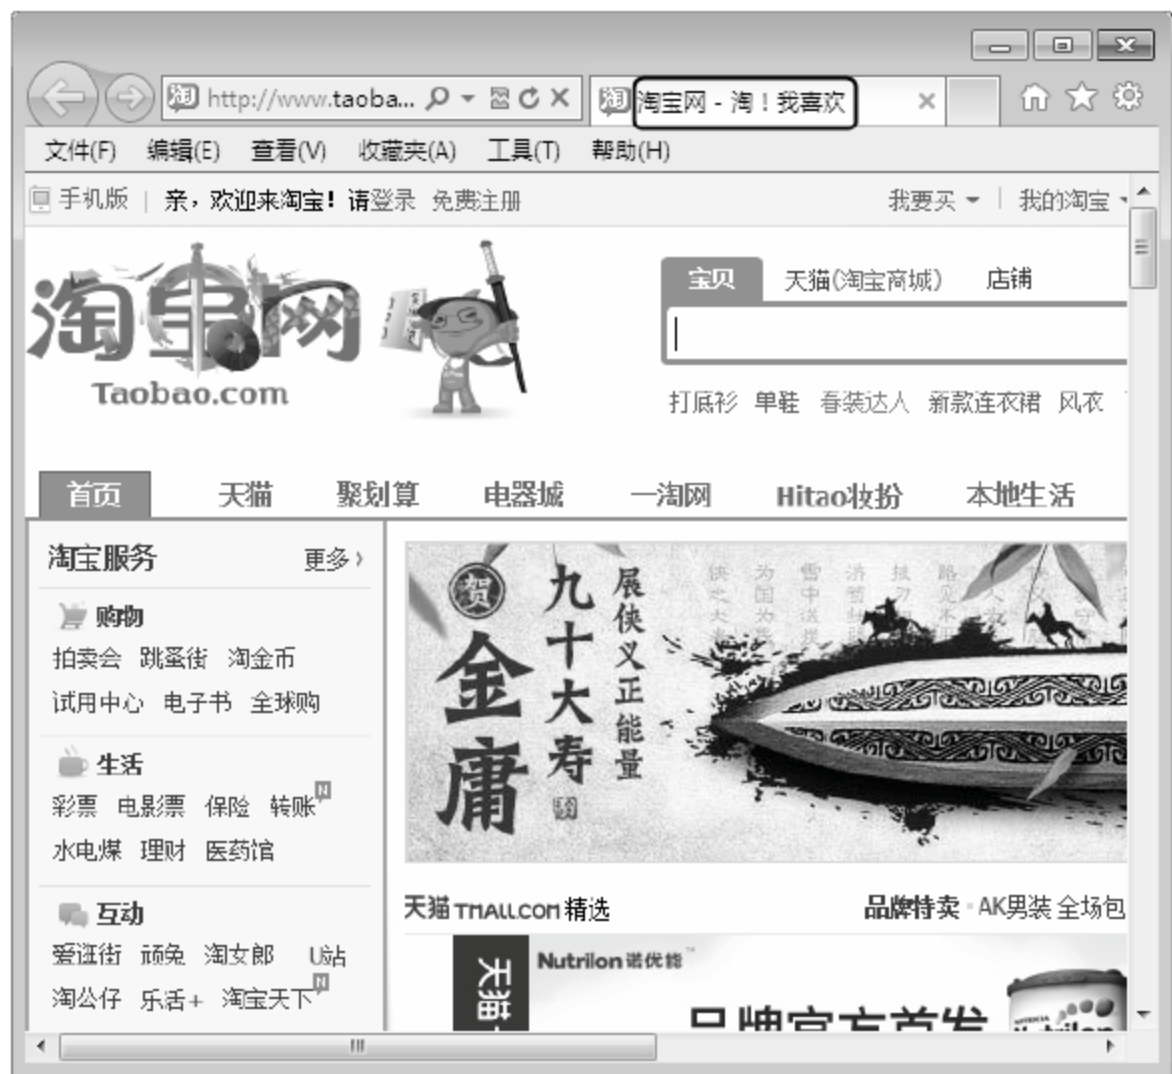 http://www.taoba... 淘宝网 - 淘！我喜欢
文件(F) 编辑(E) 查看(V) 收藏夹(A) 工具(T) 帮助(H)
手机版 亲，欢迎来淘宝！请登录 免费注册 我要买 我的淘宝
淘宝网
Taobao.com
宝贝 天猫(淘宝商城) 店铺
打底衫 单鞋 春装达人 新款连衣裙 风衣
首页 天猫 聚划算 电器城 一淘网 Hitao妆扮 本地生活
淘宝服务 更多
购物
拍卖会 跳蚤街 淘金币
试用中心 电子书 全球购
生活
彩票 电影票 保险 转账 N
水电煤 理财 医药馆
互动
爱逛街 顽兔 淘女郎 U站
淘公仔 乐活+ 淘宝天下 N
贺
金庸
九十大寿
展侠义正能量
天猫 TMALL.COM 精选 品牌特卖 AK男装 全场包
天猫
Nutrilon 诺优能
品牌官方首发